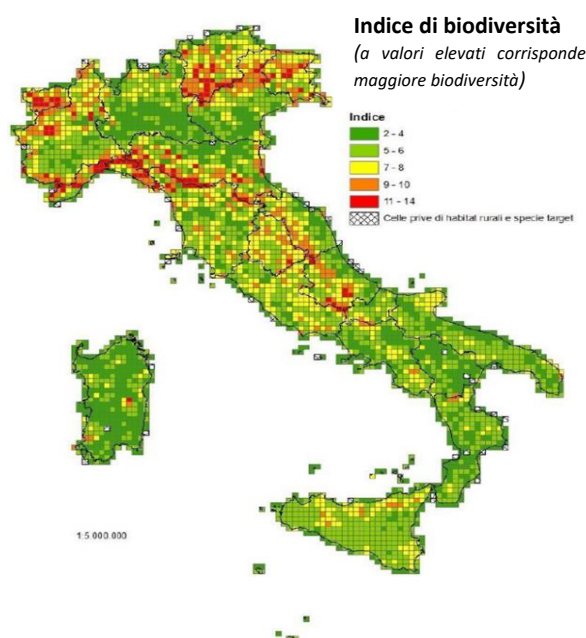 Indice di biodiversità
(a valori elevati corrisponde
maggiore biodiversità)
Indice
2 - 4
5 - 6
7 - 8
9 - 10
11 - 14
Celle prive di habitat rurali e specie target
1:5.000.000